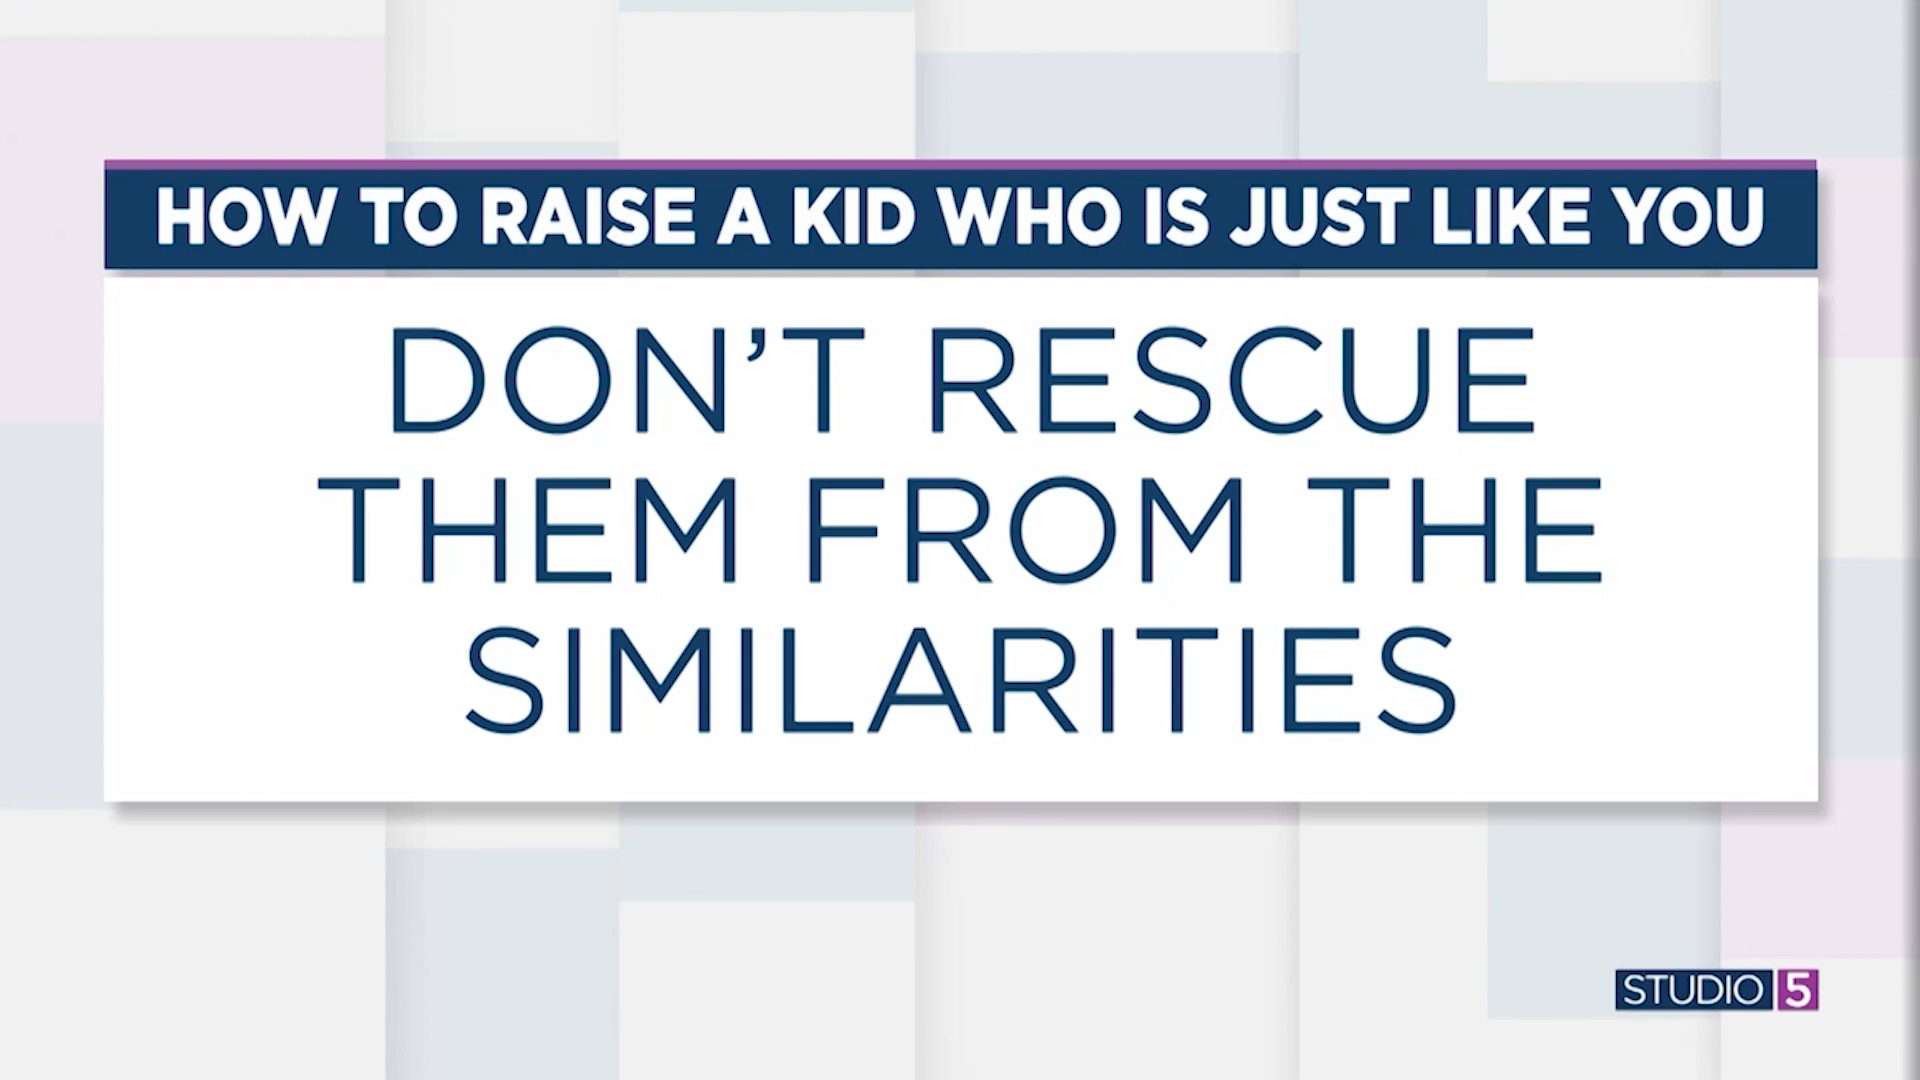 HOW TO RAISE A KID WHO IS JUST LIKE YOU
DON'T RESCUE
THEM FROM THE
SIMILARITIES
STUDIO 5